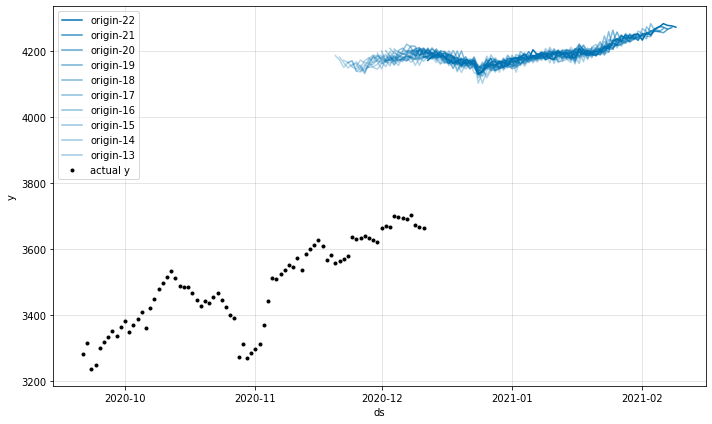 origin-22
origin-21
origin-20
origin-19
origin-18
origin-17
origin-16
origin-15
origin-14
origin-13
actual y
4200
4000
3800
3600
3400
3200
y
2020-10
2020-11
2020-12
2021-01
2021-02
ds